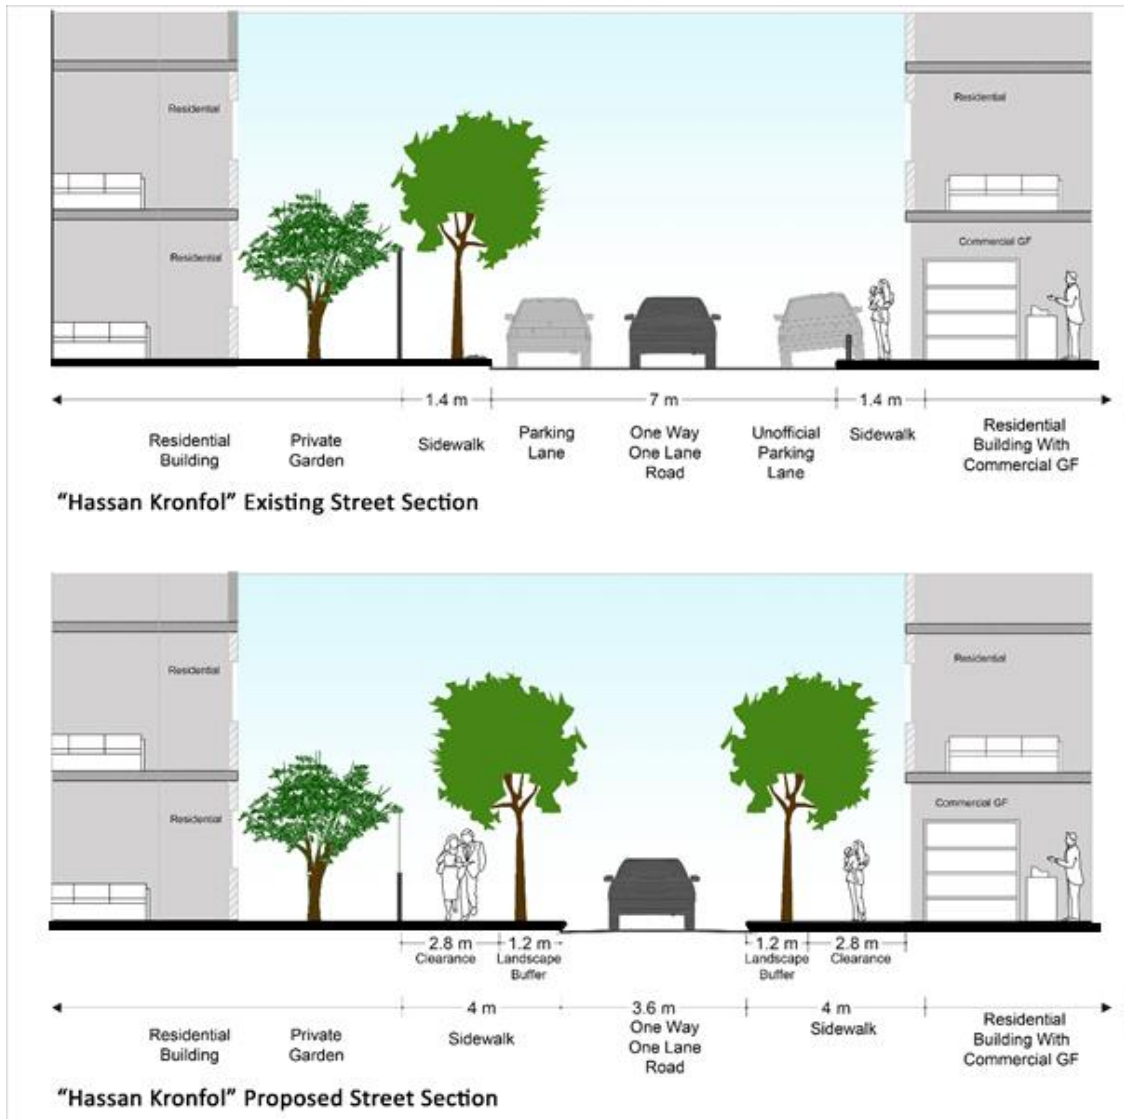 Residential
Residential
Residential
Commercial GF
1.4 m
7 m
1.4 m
Residential
Building
Private
Garden
Sidewalk
Parking
Lane
One Way
One Lane
Road
Unofficial
Parking
Lane
Sidewalk
Residential
Building With
Commercial GF
“Hassan Kronfol” Existing Street Section
Residential
Residential
Residential
Commercial GF
2.8 m
Clearance
1.2 m
Landscape
Buffer
1.2 m
Landscape
Buffer
2.8 m
Clearance
4 m
3.6 m
4 m
Residential
Building
Private
Garden
Sidewalk
One Way
One Lane
Road
Sidewalk
Residential
Building With
Commercial GF
“Hassan Kronfol” Proposed Street Section